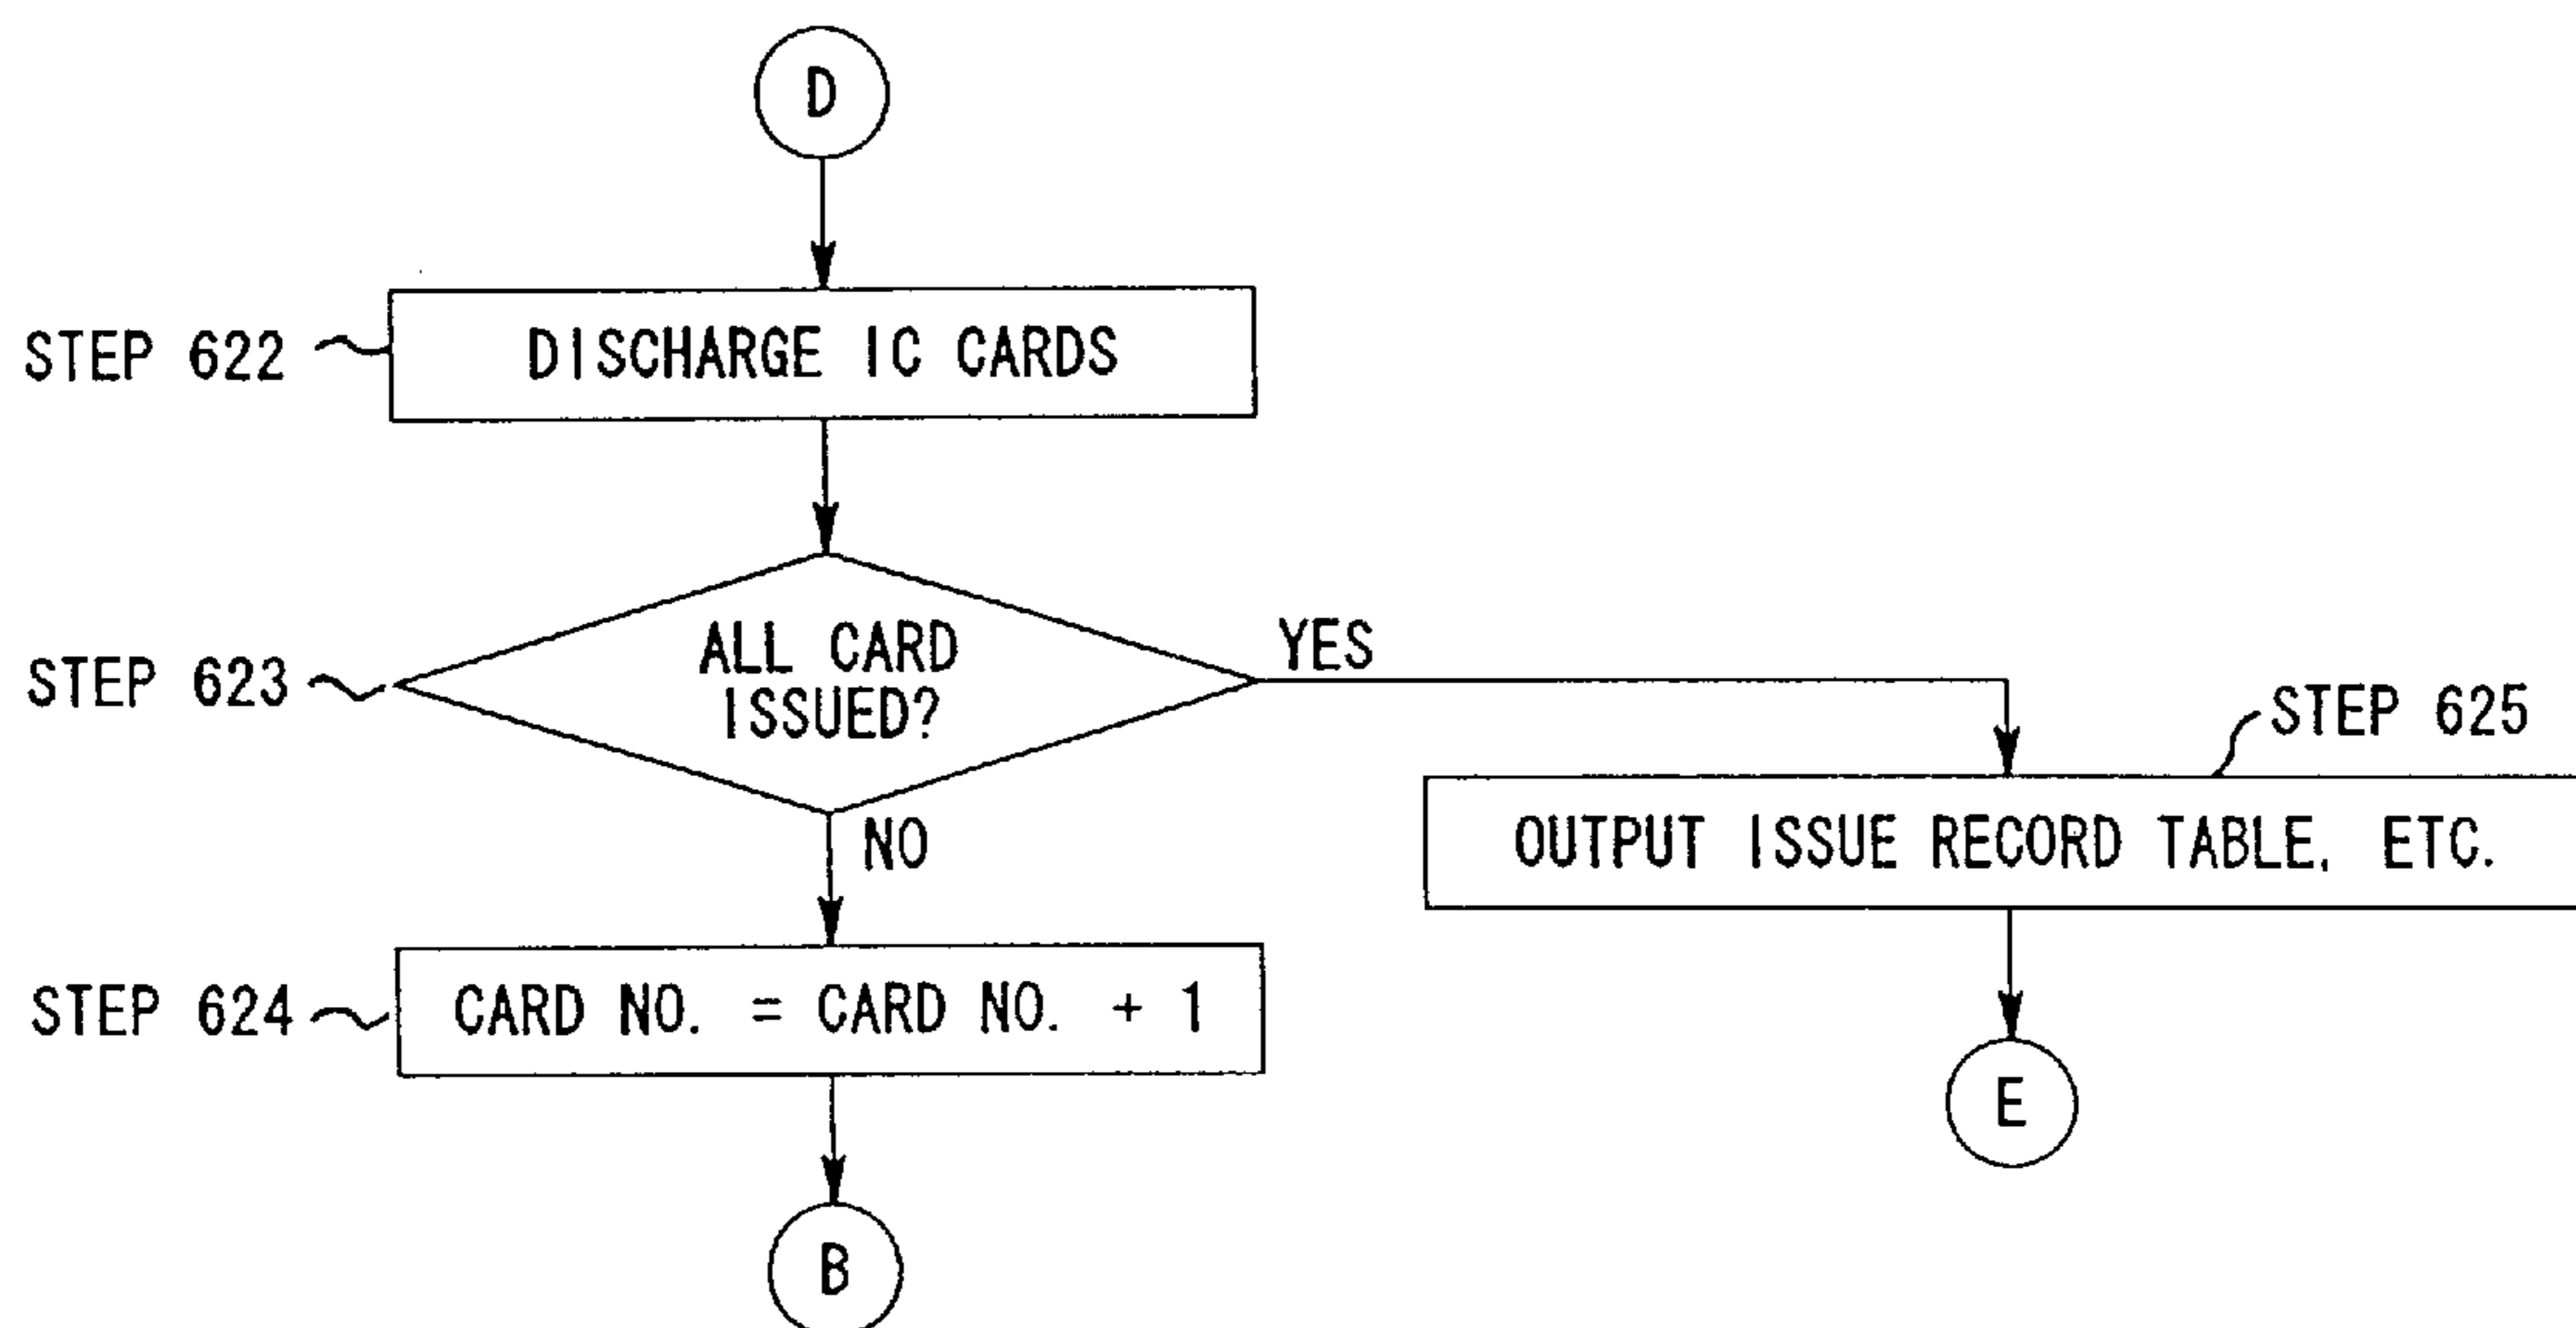 D
STEP 622
DISCHARGE IC CARDS
STEP 623
ALL CARD
ISSUED?
YES
NO
STEP 625
OUTPUT ISSUE RECORD TABLE, ETC.
STEP 624
CARD NO. = CARD NO. + 1
E
B